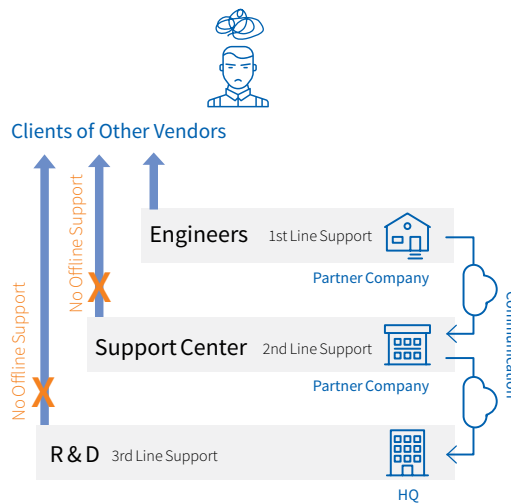 Clients of Other Vendors
No Offline Support
No Offline Support
Engineers 1st Line Support
Partner Company
Communication
Support Center 2nd Line Support
Partner Company
R & D 3rd Line Support
HQ